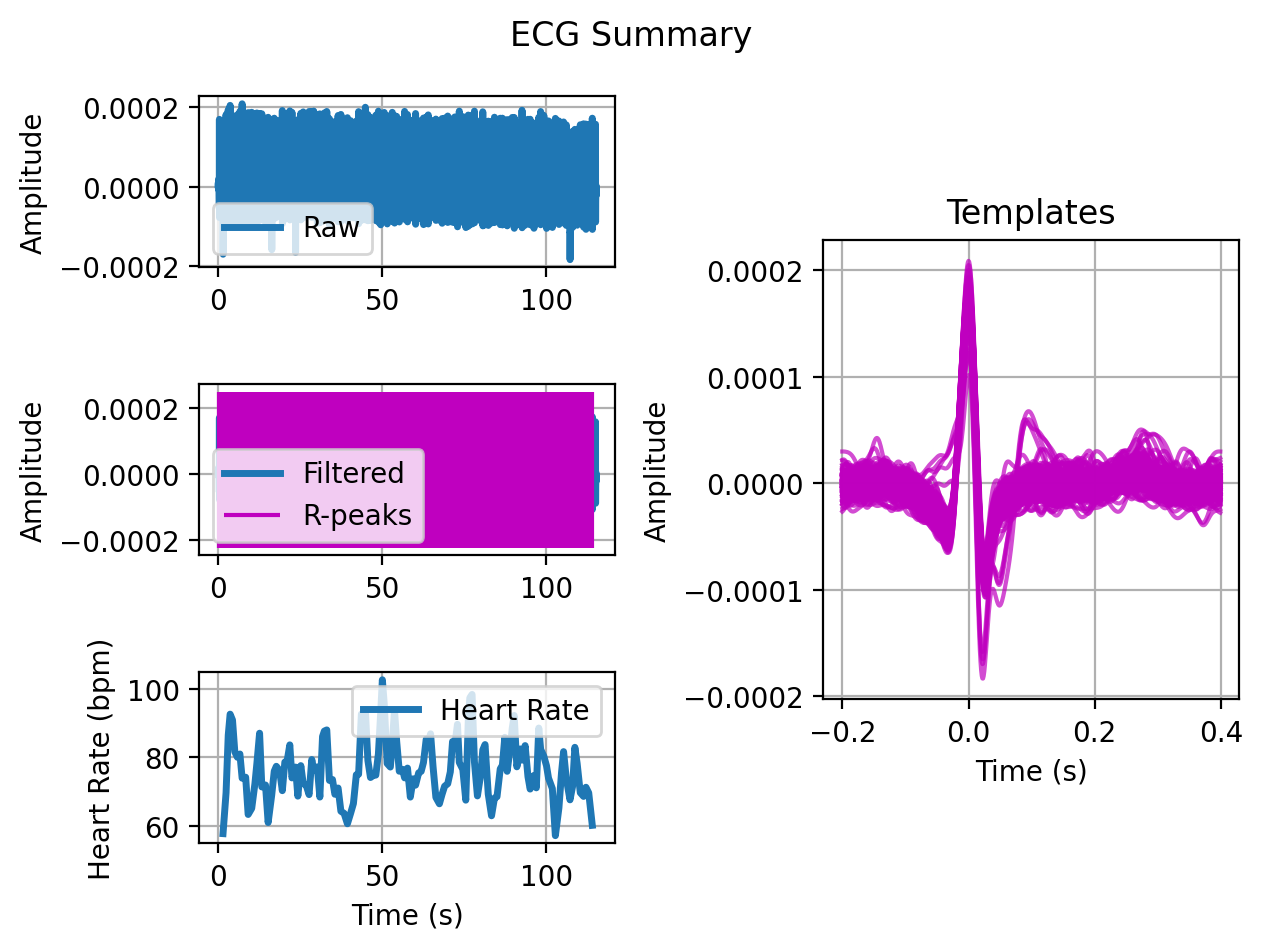 ECG Summary
Amplitude
0.0002
0.0000
−0.0002
Raw
0
50
100
Amplitude
0.0002
0.0000
−0.0002
Filtered
R-peaks
0
50
100
Heart Rate (bpm)
100
80
60
Heart Rate
0
50
100
Time (s)
Templates
Amplitude
0.0002
0.0001
0.0000
−0.0001
−0.0002
−0.2
0.0
0.2
0.4
Time (s)